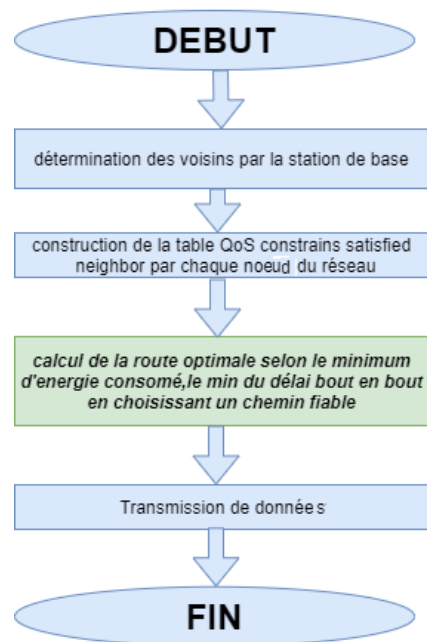 DEBUT
détermination des voisins par la station de base
construction de la table QoS constrains satisfied
neighbor par chaque noeud du réseau
calcul de la route optimale selon le minimum
d'energie consomé,le min du délai bout en bout
en choisissant un chemin fiable
Transmission de données
FIN